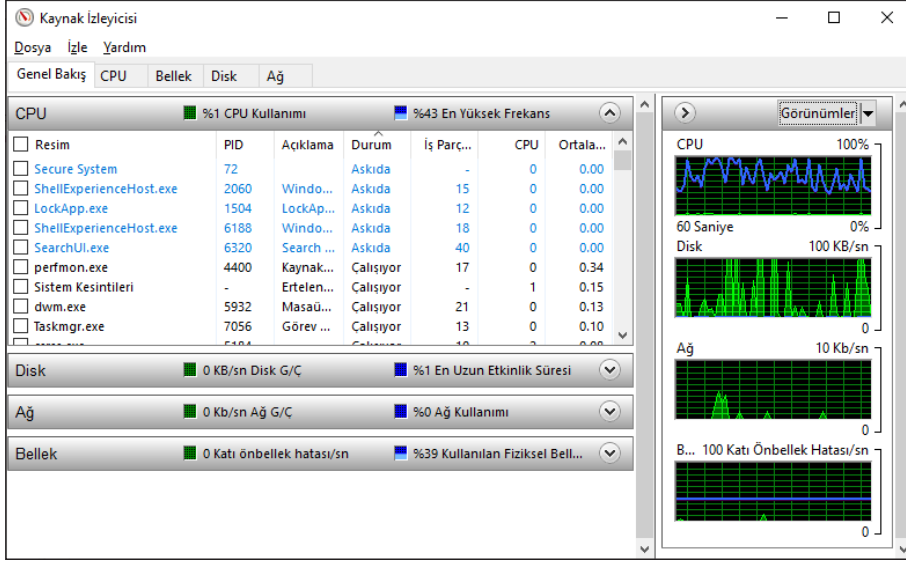 Kaynak İzleyicisi
Dosya İzle Yardım
Genel Bakış CPU Bellek Disk Ağ
CPU %1 CPU Kullanımı %43 En Yüksek Frekans
Resim PID Açıklama Durum İş Parç... CPU Ortala...
Secure System 72 Askıda - 0 0.00
ShellExperienceHost.exe 2060 Windo... Askıda 15 0 0.00
LockApp.exe 1504 LockAp... Askıda 12 0 0.00
ShellExperienceHost.exe 6188 Windo... Askıda 18 0 0.00
SearchUI.exe 6320 Search ... Askıda 40 0 0.00
perfmon.exe 4400 Kaynak... Çalışıyor 17 0 0.34
Sistem Kesintileri - Ertelen... Çalışıyor - 1 0.15
dwm.exe 5932 Masaü... Çalışıyor 21 0 0.13
Taskmgr.exe 7056 Görev ... Çalışıyor 13 0 0.10
Disk 0 KB/sn Disk G/Ç %1 En Uzun Etkinlik Süresi
Ağ 0 Kb/sn Ağ G/Ç %0 Ağ Kullanımı
Bellek 0 Katı önbellek hatası/sn %39 Kullanılan Fiziksel Bell...
Görünümler
CPU 100%
60 Saniye 0%
Disk 100 KB/sn
0
Ağ 10 Kb/sn
0
B... 100 Katı Önbellek Hatası/sn
0